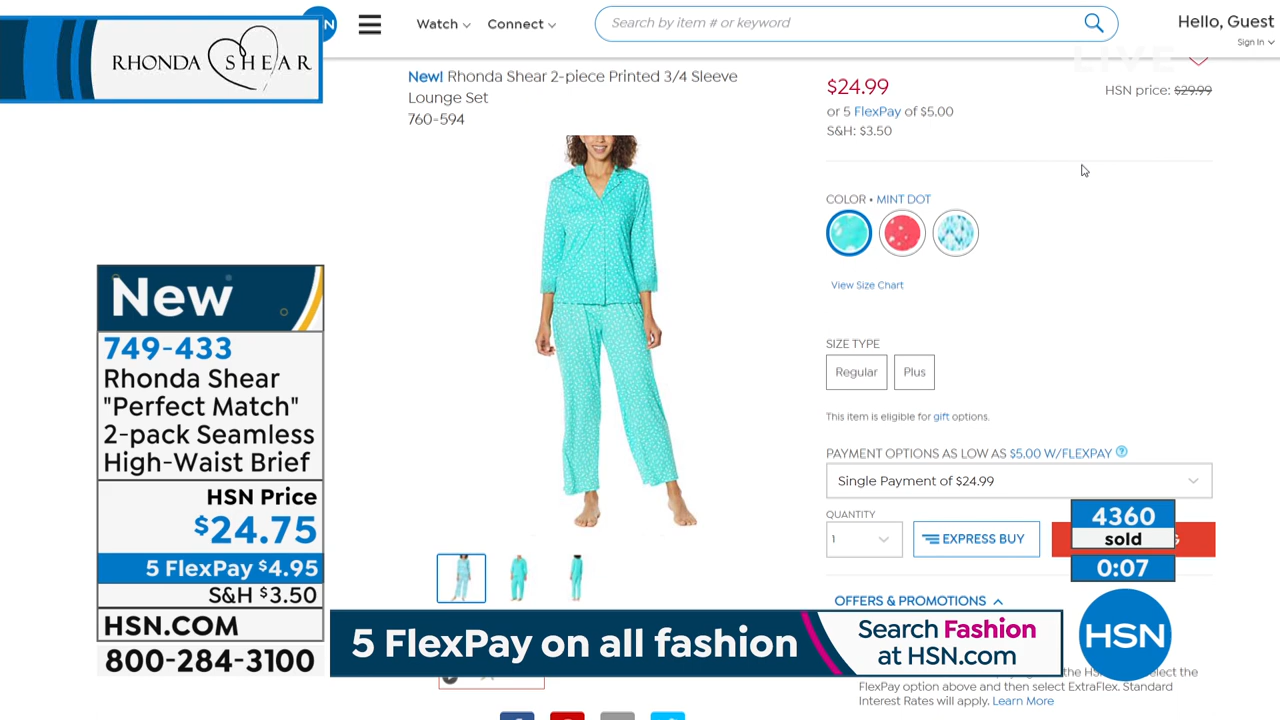 RHONDA SHEAR
N
Watch
Connect
Search by item # or keyword
Hello, Guest
Sign In
LIVE
New! Rhonda Shear 2-piece Printed 3/4 Sleeve
Lounge Set
760-594
$24.99
HSN price: $29.99
or 5 FlexPay of $5.00
S&H: $3.50
COLOR • MINT DOT
View Size Chart
SIZE TYPE
Regular
Plus
This item is eligible for gift options.
PAYMENT OPTIONS AS LOW AS $5.00 W/FLEXPAY ?
Single Payment of $24.99
QUANTITY
1
EXPRESS BUY
G
4360
sold
0:07
OFFERS & PROMOTIONS
New
749-433
Rhonda Shear
"Perfect Match"
2-pack Seamless
High-Waist Brief
HSN Price
$24.75
5 FlexPay $4.95
S&H $3.50
HSN.COM
800-284-3100
5 FlexPay on all fashion
Search Fashion
at HSN.com
HSN
the HS
elect the
FlexPay option above and then select ExtraFlex. Standard
Interest Rates will apply. Learn More